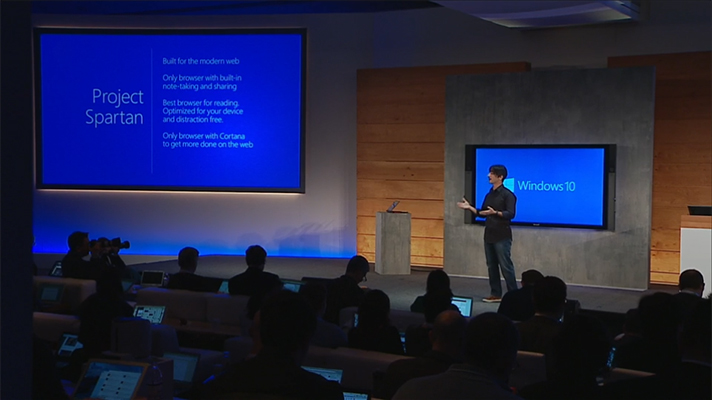 Project
Spartan
Built for the modern web
Only browser with built-in
note-taking and sharing
Best browser for reading.
Optimized for your device
and distraction free.
Only browser with Cortana
to get more done on the web
Windows 10